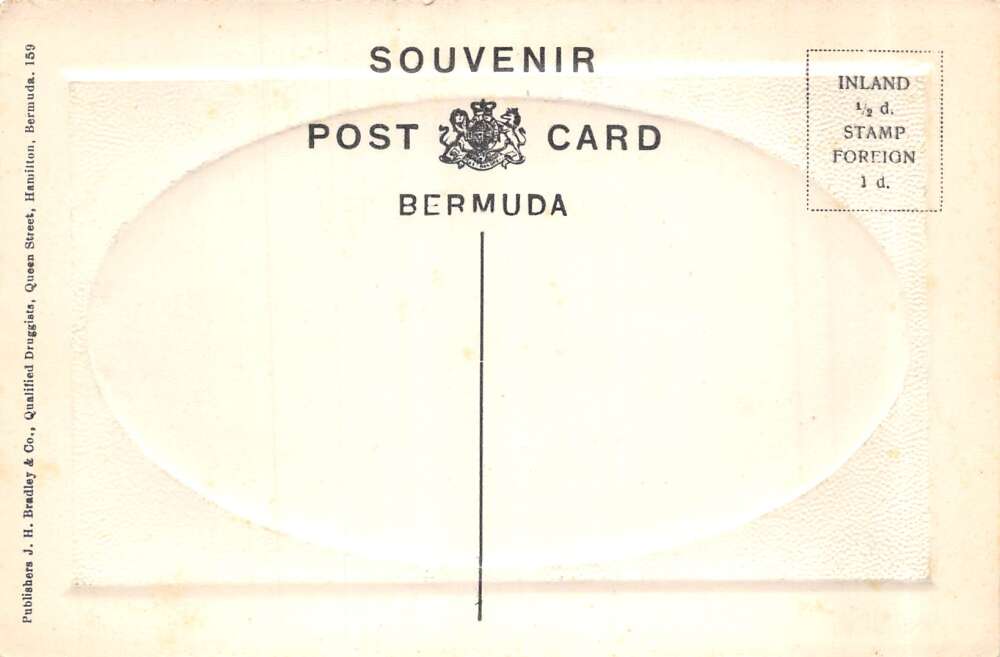 SOUVENIR
POST CARD
BERMUDA
INLAND
½ d.
STAMP
FOREIGN
1 d.
Publishers J. H. Bradley & Co., Qualified Druggists, Queen Street, Hamilton, Bermuda. 159